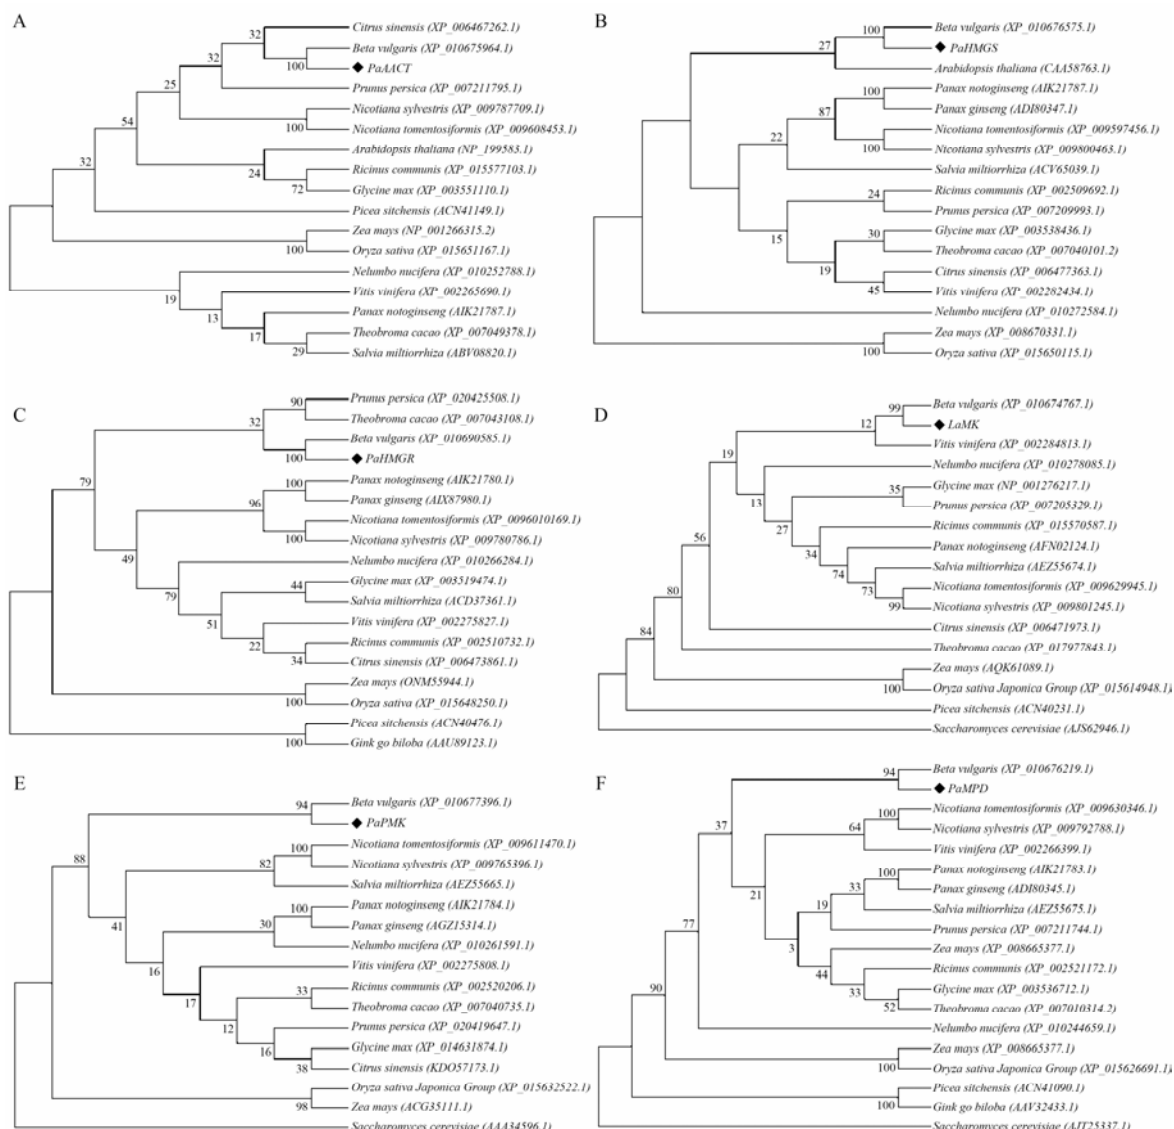 A
32
Citrus sinensis (XP_006467262.1)
Beta vulgaris (XP_010675964.1)
32
100
◆ PaAACT
25
Prunus persica (XP_007211795.1)
Nicotiana sylvestris (XP_009787709.1)
54
100
Nicotiana tomentosiformis (XP_009608453.1)
Arabidopsis thaliana (NP_199583.1)
32
24
Ricinus communis (XP_015577103.1)
72
Glycine max (XP_003551110.1)
Picea sitchensis (ACN41149.1)
Zea mays (NP_001266315.2)
100
Oryza sativa (XP_015651167.1)
Nelumbo nucifera (XP_010252788.1)
19
Vitis vinifera (XP_002265690.1)
13
Panax notoginseng (AIK21787.1)
17
Theobroma cacao (XP_007049378.1)
29
Salvia miltiorrhiza (ABV08820.1)
B
100
Beta vulgaris (XP_010676575.1)
27
◆ PaHMGS
Arabidopsis thaliana (CAA58763.1)
100
Panax notoginseng (AIK21787.1)
87
Panax ginseng (ADI80347.1)
22
Nicotiana tomentosiformis (XP_009597456.1)
100
Nicotiana sylvestris (XP_009800463.1)
Salvia miltiorrhiza (ACV65039.1)
24
Ricinus communis (XP_002509692.1)
Prunus persica (XP_007209993.1)
15
30
Glycine max (XP_003538436.1)
Theobroma cacao (XP_007040101.2)
19
Citrus sinensis (XP_006477363.1)
45
Vitis vinifera (XP_002282434.1)
Nelumbo nucifera (XP_010272584.1)
Zea mays (XP_008670331.1)
100
Oryza sativa (XP_015650115.1)
C
90
Prunus persica (XP_020425508.1)
32
Theobroma cacao (XP_007043108.1)
Beta vulgaris (XP_010690585.1)
100
◆ PaHMGR
79
100
Panax notoginseng (AIK21780.1)
96
Panax ginseng (AIX87980.1)
Nicotiana tomentosiformis (XP_0096010169.1)
100
Nicotiana sylvestris (XP_009780786.1)
49
Nelumbo nucifera (XP_010266284.1)
79
44
Glycine max (XP_003519474.1)
Salvia miltiorrhiza (ACD37361.1)
51
Vitis vinifera (XP_002275827.1)
22
Ricinus communis (XP_002510732.1)
34
Citrus sinensis (XP_006473861.1)
Zea mays (ONM55944.1)
100
Oryza sativa (XP_015648250.1)
Picea sitchensis (ACN40476.1)
100
Gink go biloba (AAU89123.1)
D
99
Beta vulgaris (XP_010674767.1)
12
◆ LaMK
Vitis vinifera (XP_002284813.1)
19
Nelumbo nucifera (XP_010278085.1)
35
Glycine max (NP_001276217.1)
13
Prunus persica (XP_007205329.1)
27
Ricinus communis (XP_015570587.1)
56
34
Panax notoginseng (AFN02124.1)
74
Salvia miltiorrhiza (AEZ55674.1)
73
Nicotiana tomentosiformis (XP_009629945.1)
80
99
Nicotiana sylvestris (XP_009801245.1)
Citrus sinensis (XP_006471973.1)
84
Theobroma cacao (XP_017977843.1)
Zea mays (AQK61089.1)
100
Oryza sativa Japonica Group (XP_015614948.1)
Picea sitchensis (ACN40231.1)
Saccharomyces cerevisiae (AJS62946.1)
E
94
Beta vulgaris (XP_010677396.1)
◆ PaPMK
88
100
Nicotiana tomentosiformis (XP_009611470.1)
82
Nicotiana sylvestris (XP_009765396.1)
Salvia miltiorrhiza (AEZ55665.1)
41
100
Panax notoginseng (AIK21784.1)
30
Panax ginseng (AGZ15314.1)
Nelumbo nucifera (XP_010261591.1)
16
Vitis vinifera (XP_002275808.1)
17
33
Ricinus communis (XP_002520206.1)
Theobroma cacao (XP_007040735.1)
12
Prunus persica (XP_020419647.1)
16
Glycine max (XP_014631874.1)
38
Citrus sinensis (KDO57173.1)
Oryza sativa Japonica Group (XP_015632522.1)
98
Zea mays (ACG35111.1)
Saccharomyces cerevisiae (AAA34596.1)
F
94
Beta vulgaris (XP_010676219.1)
◆ PaMPD
37
100
Nicotiana tomentosiformis (XP_009630346.1)
64
Nicotiana sylvestris (XP_009792788.1)
Vitis vinifera (XP_002266399.1)
21
100
Panax notoginseng (AIK21783.1)
33
Panax ginseng (ADI80345.1)
19
Salvia miltiorrhiza (AEZ55675.1)
77
Prunus persica (XP_007211744.1)
3
Zea mays (XP_008665377.1)
44
Ricinus communis (XP_002521172.1)
33
Glycine max (XP_003536712.1)
90
52
Theobroma cacao (XP_007010314.2)
Nelumbo nucifera (XP_010244659.1)
Zea mays (XP_008665377.1)
100
Oryza sativa Japonica Group (XP_015626691.1)
Picea sitchensis (ACN41090.1)
100
Gink go biloba (AAV32433.1)
Saccharomyces cerevisiae (AJT25337.1)